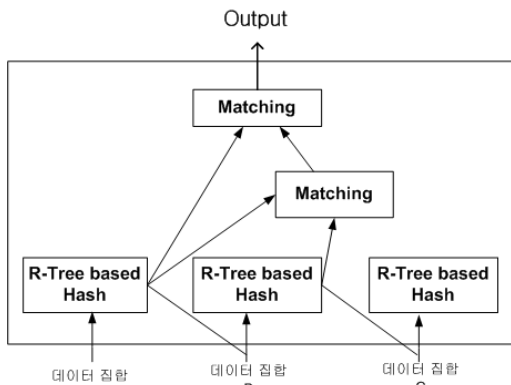 Output
Matching
Matching
R-Tree based
Hash
R-Tree based
Hash
R-Tree based
Hash
데이터 집합
데이터 집합
데이터 집합